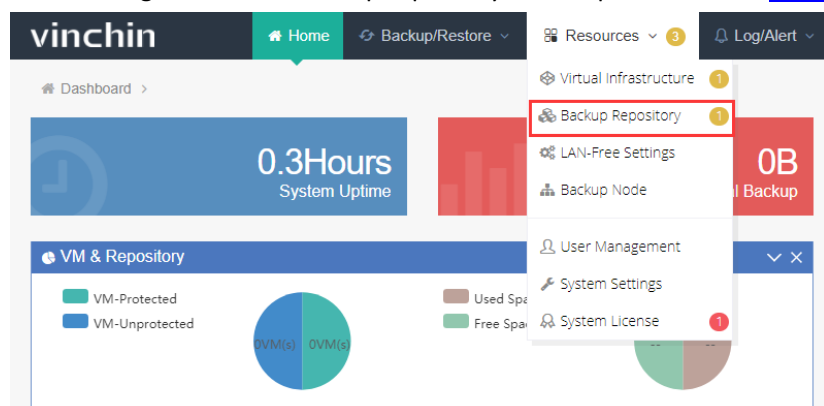 vinchin
Home
Backup/Restore
Resources 3
Log/Alert
Dashboard >
Virtual Infrastructure 1
Backup Repository 1
LAN-Free Settings
Backup Node
User Management
System Settings
System License 1
0.3Hours
System Uptime
0B
l Backup
VM & Repository
VM-Protected
VM-Unprotected
0VM(s) 0VM(s)
Used Spa
Free Spa